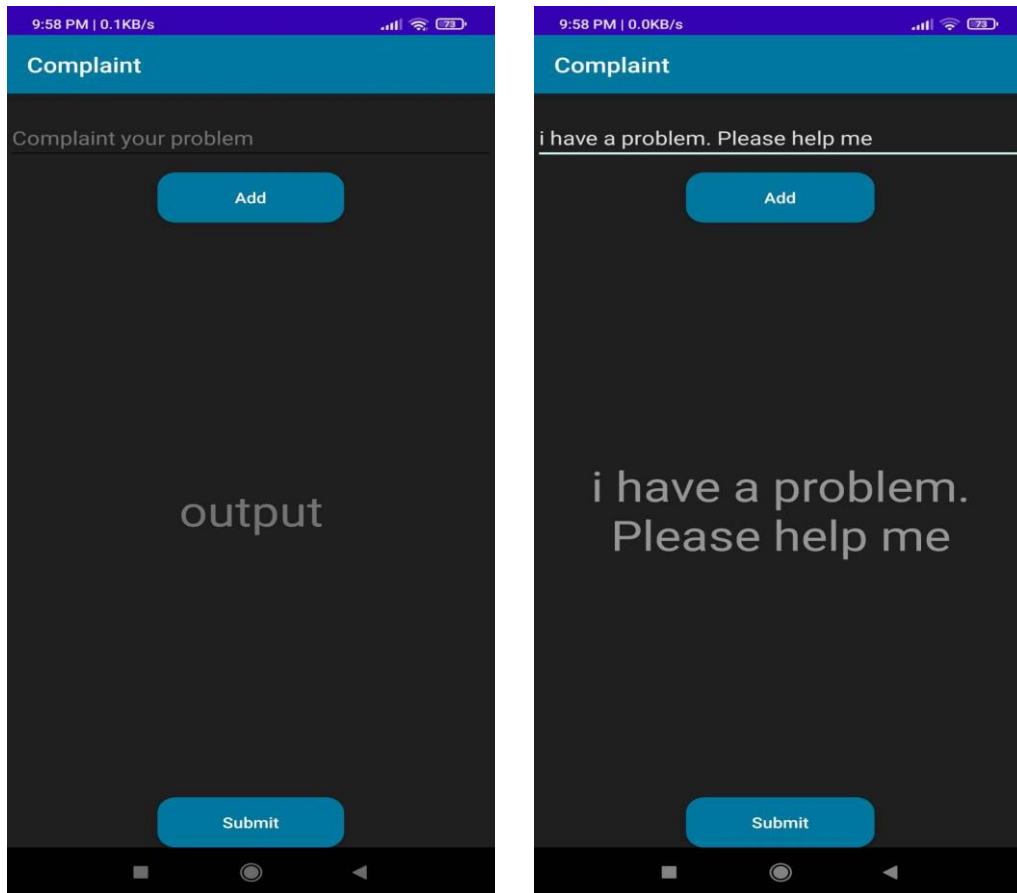 9:58 PM | 0.1KB/s
73
Complaint
Complaint your problem
Add
output
Submit
9:58 PM | 0.0KB/s
73
Complaint
i have a problem. Please help me
Add
i have a problem.
Please help me
Submit